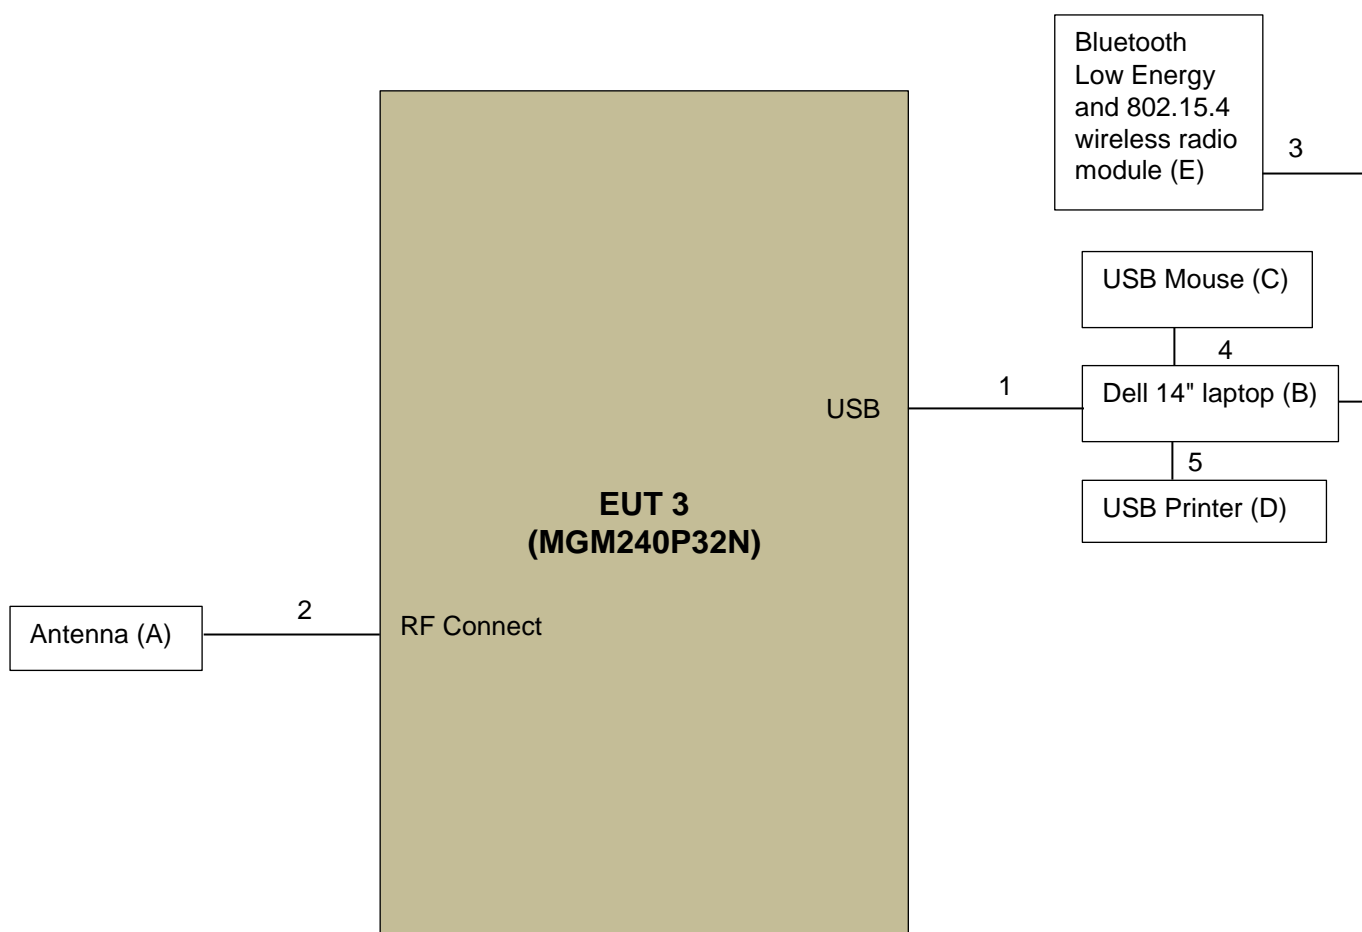 Bluetooth
Low Energy
and 802.15.4
wireless radio
module (E)
3
USB Mouse (C)
4
1
Dell 14" laptop (B)
USB
5
USB Printer (D)
EUT 3
(MGM240P32N)
2
Antenna (A)
RF Connect